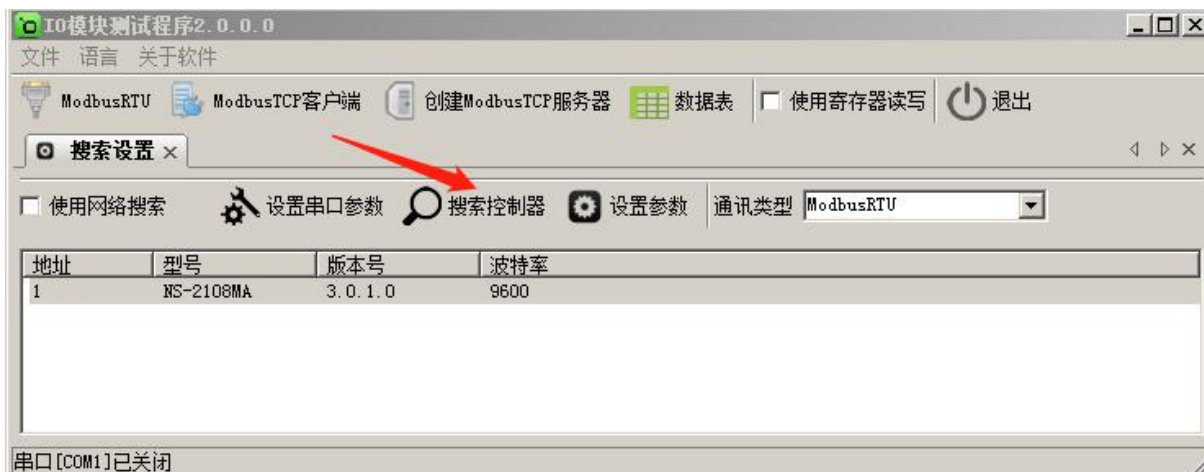 IO模块测试程序2.0.0.0
文件 语言 关于软件
ModbusRTU ModbusTCP客户端 创建ModbusTCP服务器 数据表 使用寄存器读写 退出
搜索设置
使用网络搜索 设置串口参数 搜索控制器 设置参数 通讯类型 ModbusRTU
地址 型号 版本号 波特率
1 NS-2108MA 3.0.1.0 9600
串口[COM1]已关闭